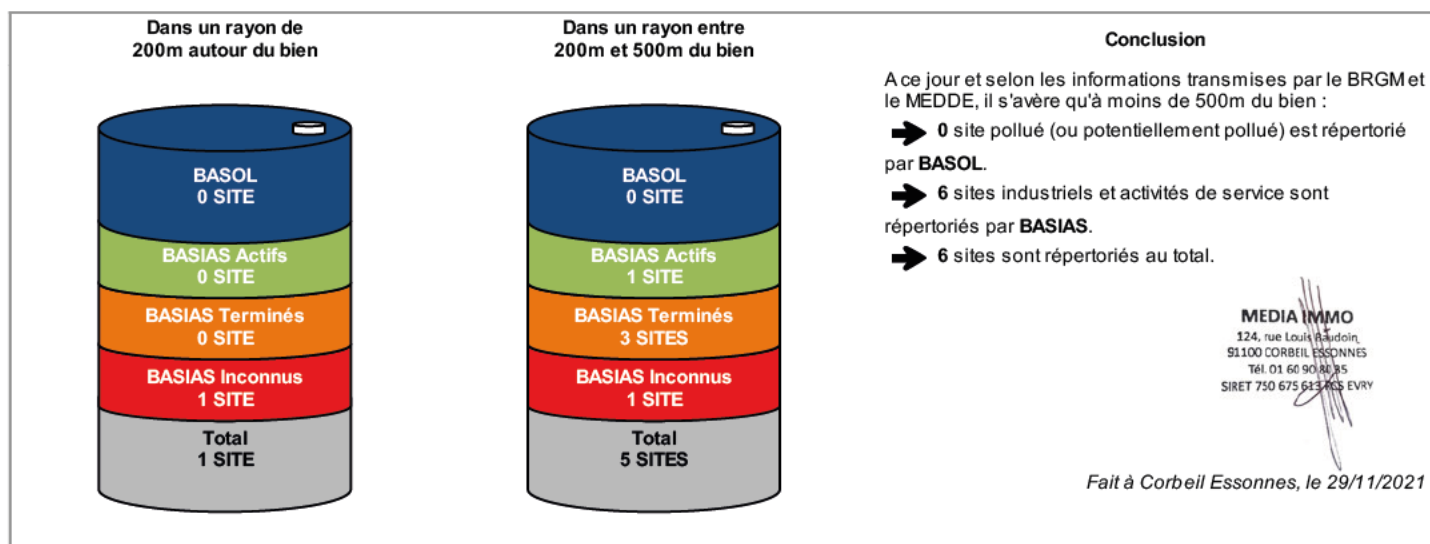 Dans un rayon de
200m autour du bien
BASOL
0 SITE
BASIAS Actifs
0 SITE
BASIAS Terminés
0 SITE
BASIAS Inconnus
1 SITE
Total
1 SITE
Dans un rayon entre
200m et 500m du bien
BASOL
0 SITE
BASIAS Actifs
1 SITE
BASIAS Terminés
3 SITES
BASIAS Inconnus
1 SITE
Total
5 SITES
Conclusion
A ce jour et selon les informations transmises par le BRGM et
le MEDDE, il s'avère qu'à moins de 500m du bien :
0 site pollué (ou potentiellement pollué) est répertorié
par BASOL.
6 sites industriels et activités de service sont
répertoriés par BASIAS.
6 sites sont répertoriés au total.
MEDIA IMMO
124, rue Louis Baudoin
91100 CORBEIL ESSONNES
Tél. 01 60 90 80 85
SIRET 750 675 613 RCS EVRY
Fait à Corbeil Essonnes, le 29/11/2021